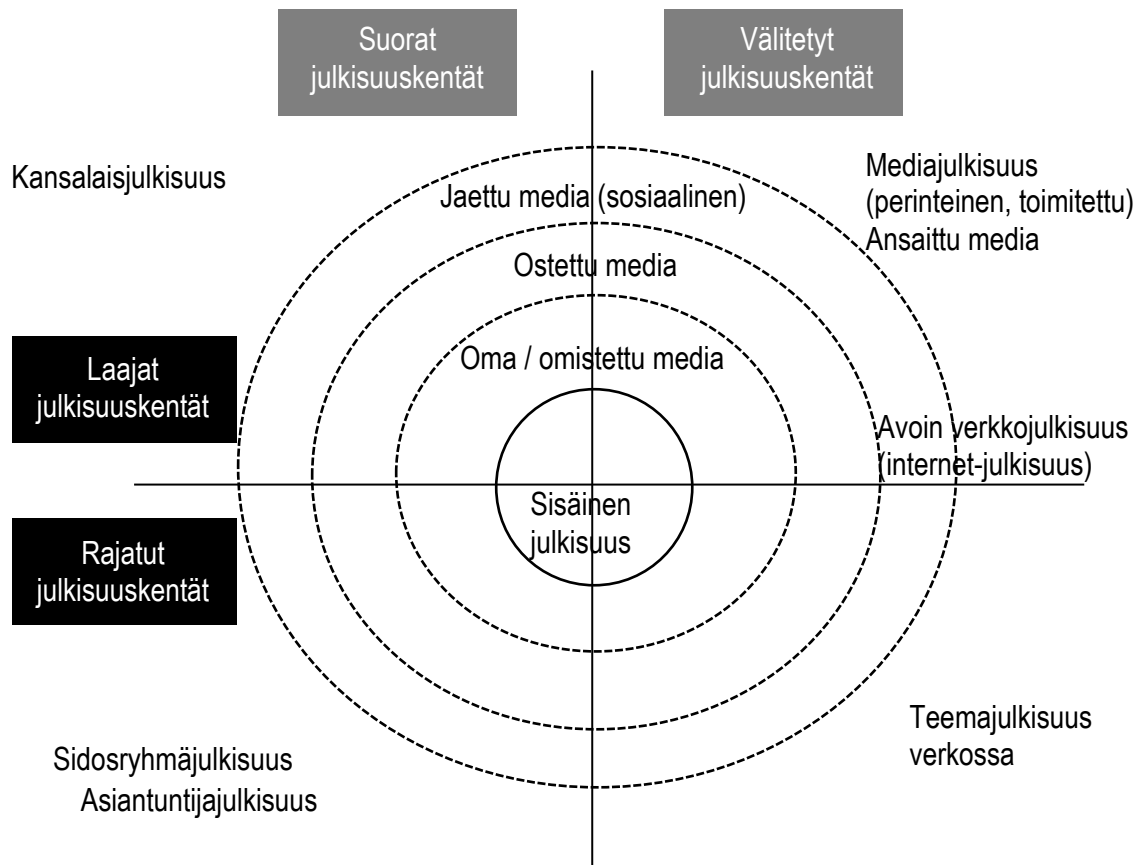 Suorat
julkisuuskentät
Välitetyt
julkisuuskentät
Kansalaisjulkisuus
Mediajulkisuus
(perinteinen, toimitettu)
Ansaittu media
Jaettu media (sosiaalinen)
Ostettu media
Oma / omistettu media
Laajat
julkisuuskentät
Avoin verkkojulkisuus
(internet-julkisuus)
Sisäinen
julkisuus
Rajatut
julkisuuskentät
Teemajulkisuus
verkossa
Sidosryhmäjulkisuus
Asiantuntijajulkisuus